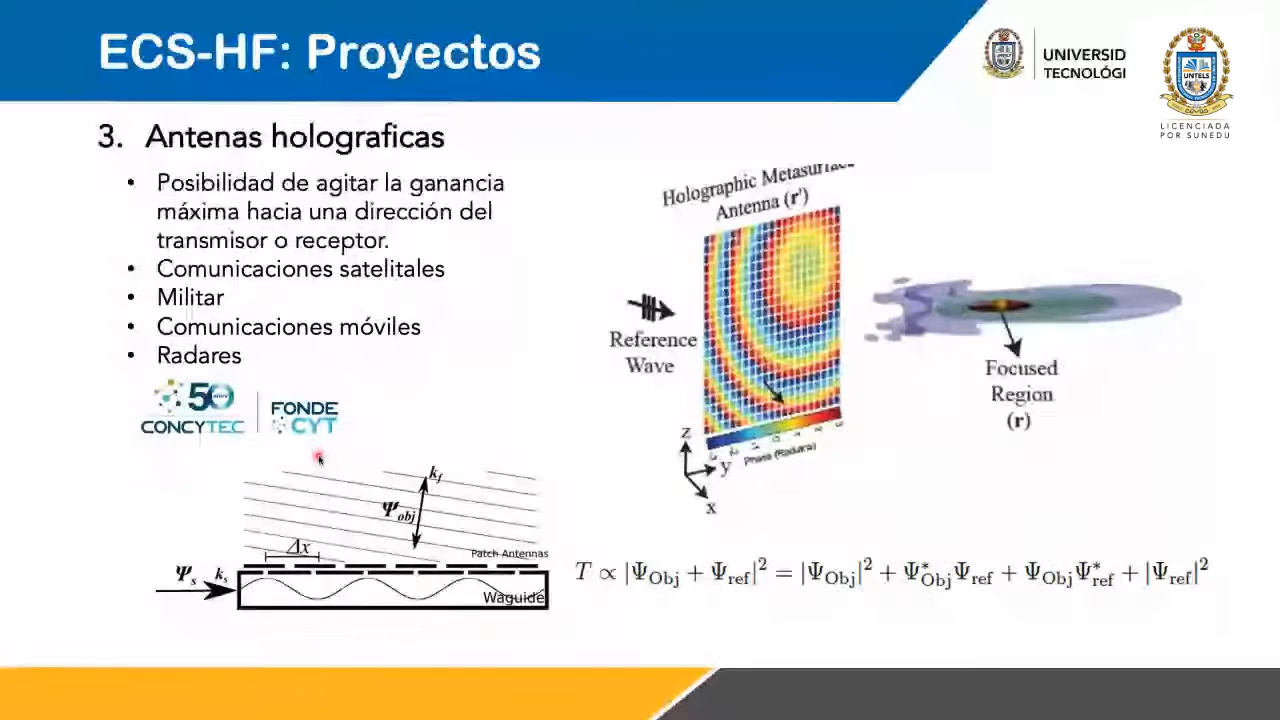 ECS-HF: Proyectos
UNIVERSID
TECNOLÓGI
UNTELS
LICENCIADA
POR SUNEDU
3. Antenas holograficas
• Posibilidad de agitar la ganancia
máxima hacia una dirección del
transmisor o receptor.
• Comunicaciones satelitales
• Militar
• Comunicaciones móviles
• Radares
50
CONCYTEC
FONDE
CYT
Holographic Metasurface
Antenna (r')
Reference
Wave
Focused
Region
(r)
Phase (Radians)
z
y
x
k_f
Ψ_obj
Δx
Patch Antennas
Ψ_s k_s
Waguide
T ∝ |Ψ_Obj + Ψ_ref|² = |Ψ_Obj|² + Ψ*_Obj Ψ_ref + Ψ_Obj Ψ*_ref + |Ψ_ref|²